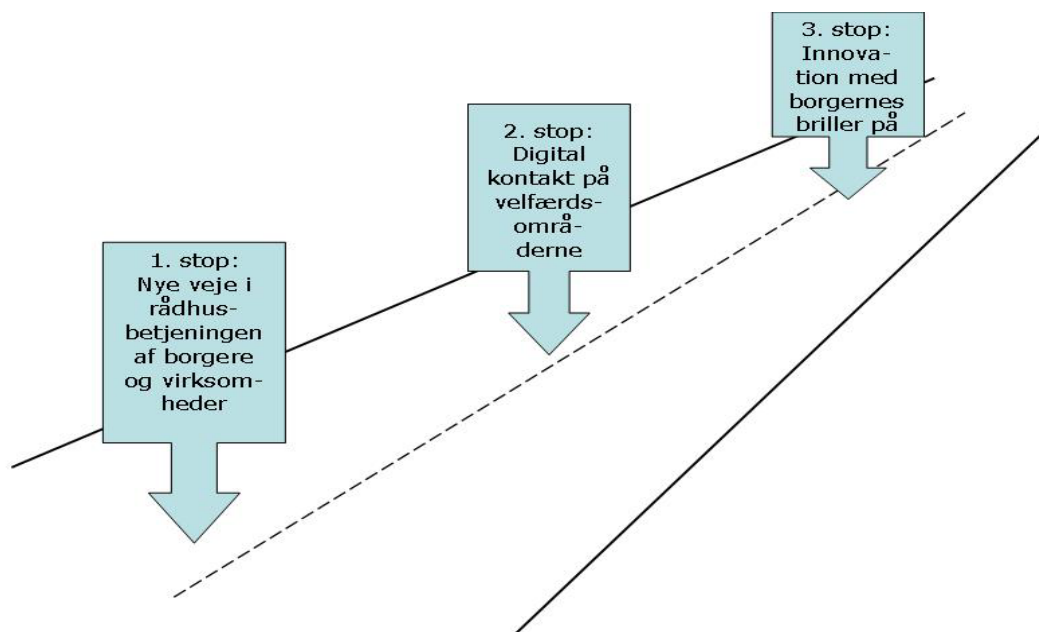 1. stop:
Nye veje i
rådhus-
betjeningen
af borgere
og virksom-
heder
2. stop:
Digital
kontakt på
velfærds-
områ-
derne
3. stop:
Innova-
tion med
borgernes
briller på